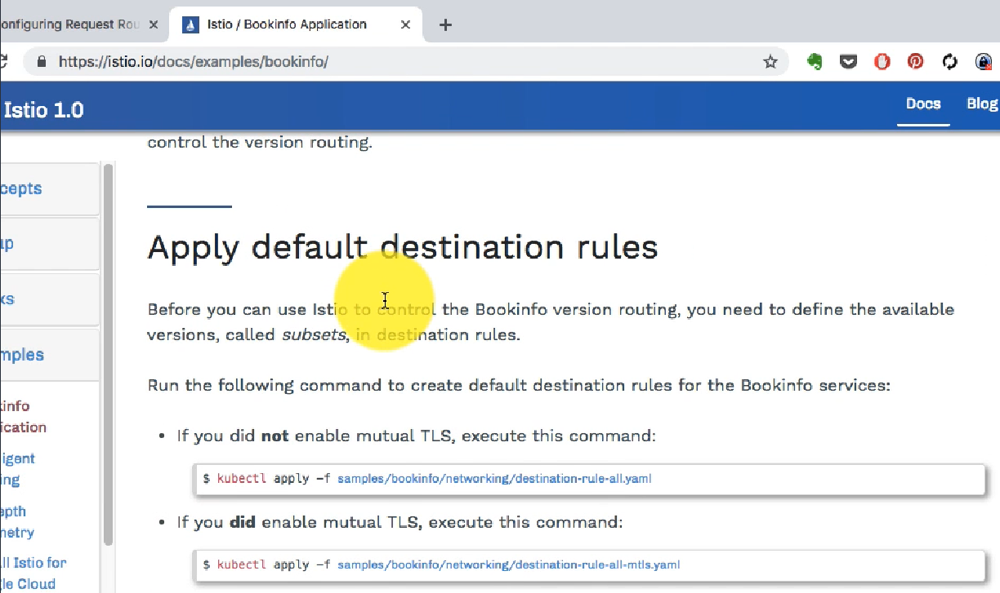 onfiguring Request Rou
Istio / Bookinfo Application
https://istio.io/docs/examples/bookinfo/
Istio 1.0
Docs
Blog
control the version routing.
cepts
up
ks
mples
kinfo
ication
ligent
ing
epth
metry
ll Istio for
le Cloud
Apply default destination rules
Before you can use Istio to control the Bookinfo version routing, you need to define the available
versions, called subsets, in destination rules.
Run the following command to create default destination rules for the Bookinfo services:
• If you did not enable mutual TLS, execute this command:
$ kubectl apply -f samples/bookinfo/networking/destination-rule-all.yaml
• If you did enable mutual TLS, execute this command:
$ kubectl apply -f samples/bookinfo/networking/destination-rule-all-mtls.yaml